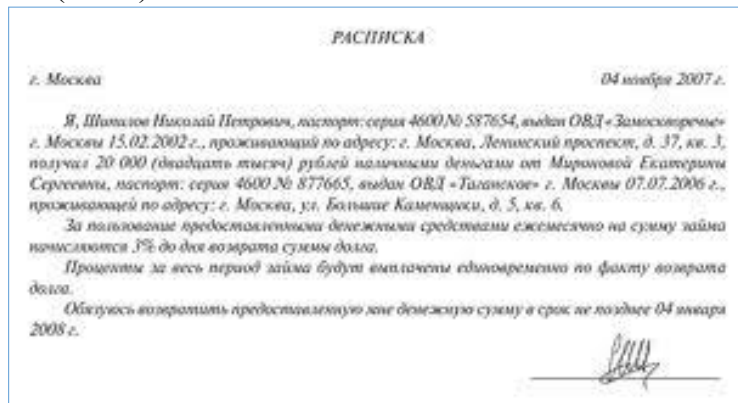 РАСПИСКА
г. Москва 04 ноября 2007 г.
Я, Шипилов Николай Петрович, паспорт: серия 4600 № 587654, выдан ОВД «Замоскворечье»
г. Москвы 15.02.2002 г., проживающий по адресу: г. Москва, Ленинский проспект, д. 37, кв. 3,
получил 20 000 (двадцать тысяч) рублей наличными деньгами от Мироновой Екатерины
Сергеевны, паспорт: серия 4600 № 877665, выдан ОВД «Таганское» г. Москвы 07.07.2006 г.,
проживающей по адресу: г. Москва, ул. Большие Каменщики, д. 5, кв. 6.
За пользование предоставленными денежными средствами ежемесячно на сумму займа
начисляются 3% до дня возврата суммы долга.
Проценты за весь период займа будут выплачены единовременно по факту возврата
долга.
Обязуюсь возвратить предоставленную мне денежную сумму в срок не позднее 04 января
2008 г.